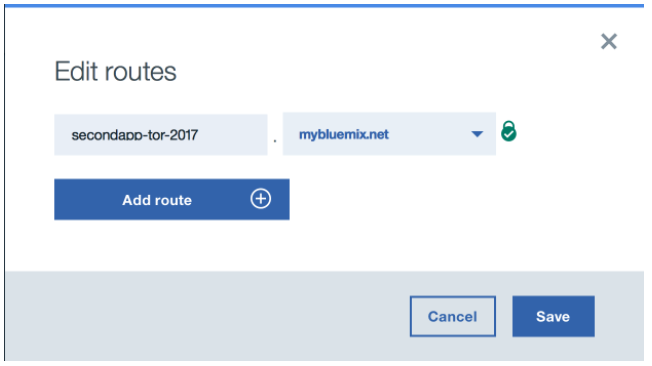 Edit routes
secondapp-tor-2017 . mybluemix.net
Add route
Cancel Save